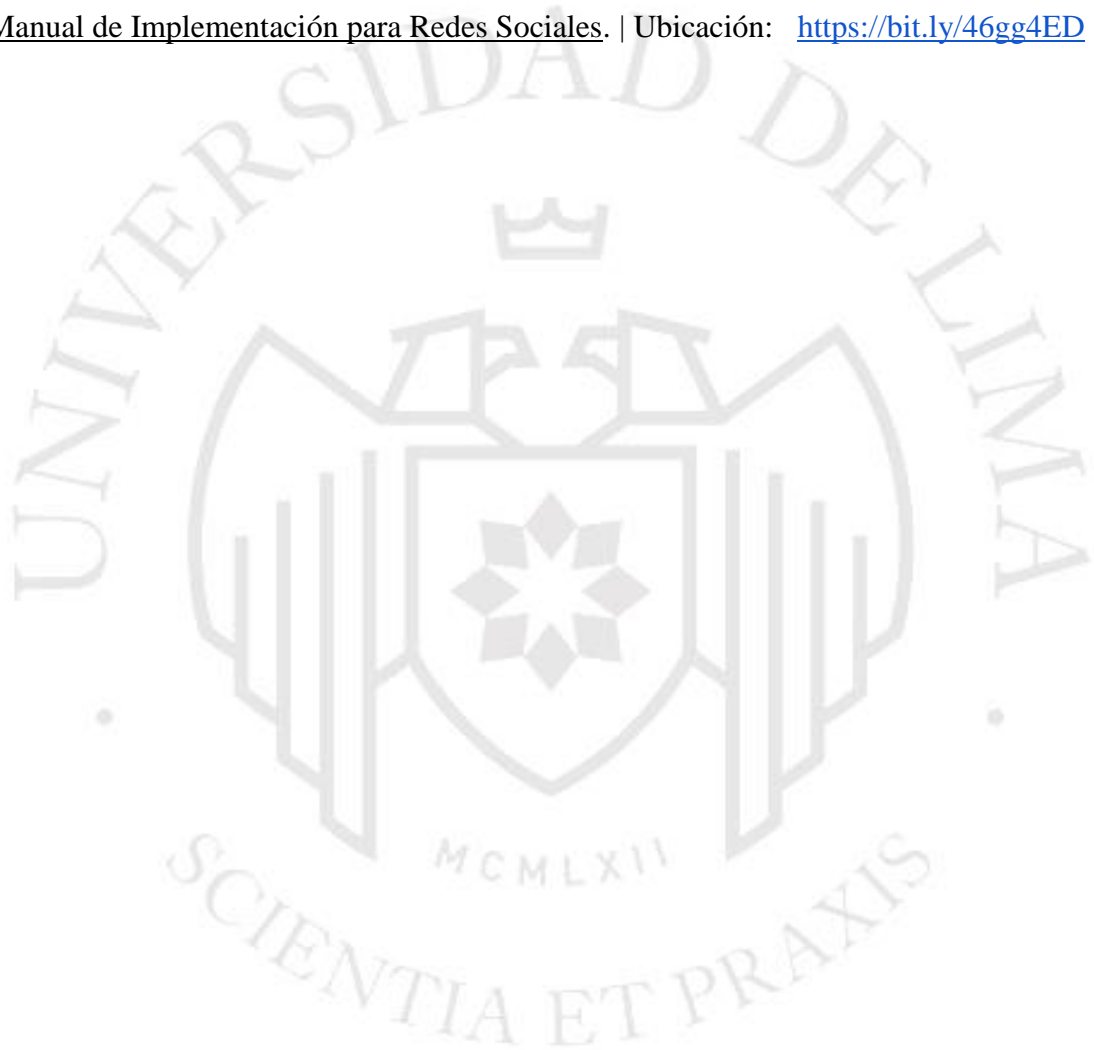 Manual de Implementación para Redes Sociales. | Ubicación: https://bit.ly/46gg4ED
UNIVERSIDAD DE LIMA
MCMLXII
SCIENTIA ET PRAXIS